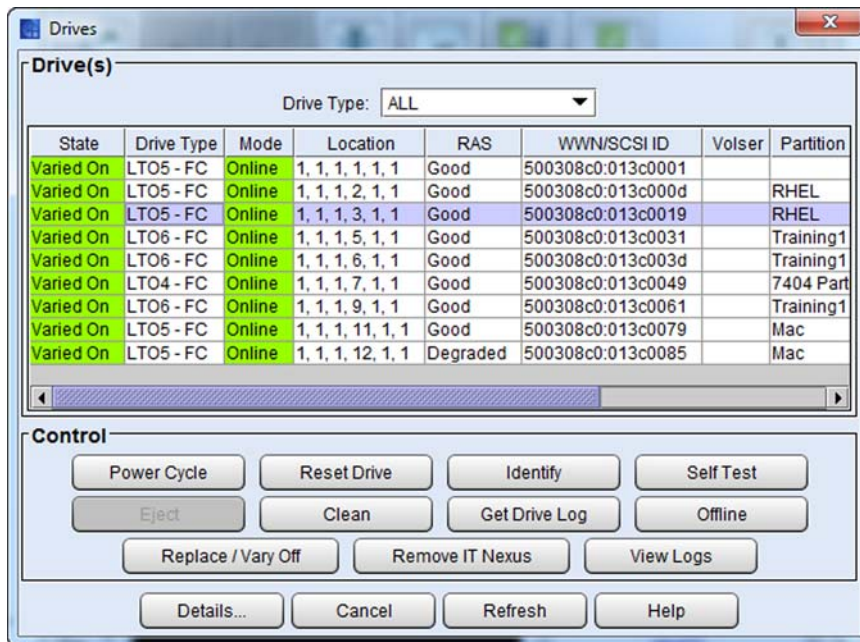 Drives
Drive(s)
Drive Type: ALL
State Drive Type Mode Location RAS WWN/SCSI ID Volser Partition
Varied On LTO5 - FC Online 1, 1, 1, 1, 1, 1 Good 500308c0:013c0001
Varied On LTO5 - FC Online 1, 1, 1, 2, 1, 1 Good 500308c0:013c000d RHEL
Varied On LTO5 - FC Online 1, 1, 1, 3, 1, 1 Good 500308c0:013c0019 RHEL
Varied On LTO6 - FC Online 1, 1, 1, 5, 1, 1 Good 500308c0:013c0031 Training1
Varied On LTO6 - FC Online 1, 1, 1, 6, 1, 1 Good 500308c0:013c003d Training1
Varied On LTO4 - FC Online 1, 1, 1, 7, 1, 1 Good 500308c0:013c0049 7404 Part
Varied On LTO6 - FC Online 1, 1, 1, 9, 1, 1 Good 500308c0:013c0061 Training1
Varied On LTO5 - FC Online 1, 1, 1, 11, 1, 1 Good 500308c0:013c0079 Mac
Varied On LTO5 - FC Online 1, 1, 1, 12, 1, 1 Degraded 500308c0:013c0085 Mac
Control
Power Cycle Reset Drive Identify Self Test
Eject Clean Get Drive Log Offline
Replace / Vary Off Remove IT Nexus View Logs
Details... Cancel Refresh Help